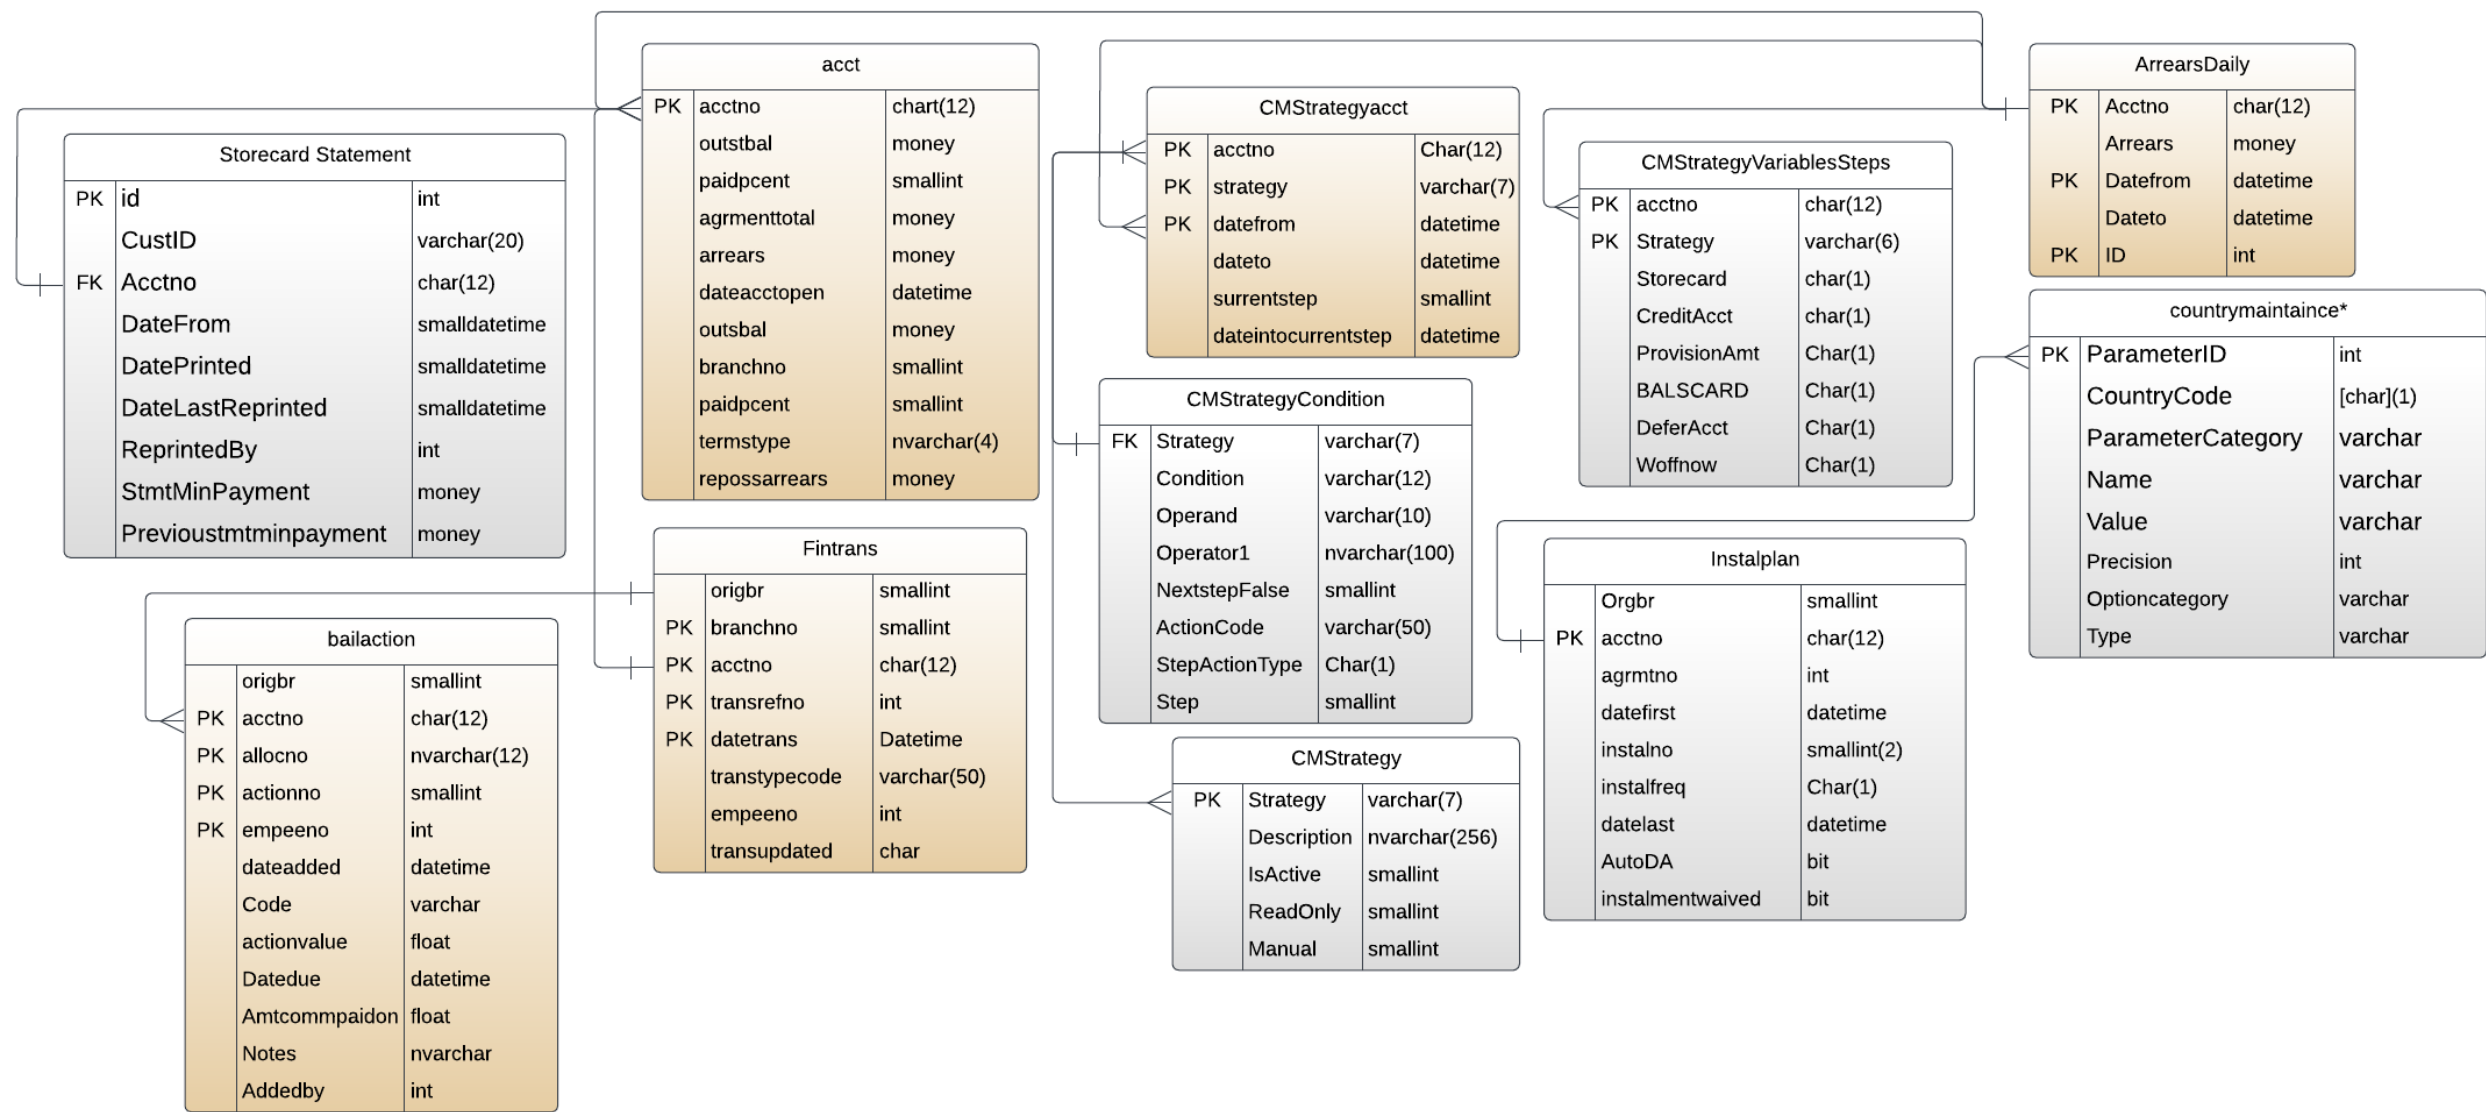 Storecard Statement
PK id int
CustID varchar(20)
FK Acctno char(12)
DateFrom smalldatetime
DatePrinted smalldatetime
DateLastReprinted smalldatetime
ReprintedBy int
StmtMinPayment money
Previoustmtminpayment money
bailaction
origbr smallint
PK acctno char(12)
PK allocno nvarchar(12)
PK actionno smallint
PK empeeno int
dateadded datetime
Code varchar
actionvalue float
Datedue datetime
Amtcommpaidon float
Notes nvarchar
Addedby int
acct
PK acctno chart(12)
outstbal money
paidpcent smallint
agrmenttotal money
arrears money
dateacctopen datetime
outsbal money
branchno smallint
paidpcent smallint
termstype nvarchar(4)
repossarrears money
Fintrans
origbr smallint
PK branchno smallint
PK acctno char(12)
PK transrefno int
PK datetrans Datetime
transtypecode varchar(50)
empeeno int
transupdated char
CMStrategyacct
PK acctno Char(12)
PK strategy varchar(7)
PK datefrom datetime
dateto datetime
surrentstep smallint
dateintocurrentstep datetime
CMStrategyCondition
FK Strategy varchar(7)
Condition varchar(12)
Operand varchar(10)
Operator1 nvarchar(100)
NextstepFalse smallint
ActionCode varchar(50)
StepActionType Char(1)
Step smallint
CMStrategy
PK Strategy varchar(7)
Description nvarchar(256)
IsActive smallint
ReadOnly smallint
Manual smallint
CMStrategyVariablesSteps
PK acctno char(12)
PK Strategy varchar(6)
Storecard char(1)
CreditAcct char(1)
ProvisionAmt Char(1)
BALSCARD Char(1)
DeferAcct Char(1)
Woffnow Char(1)
Instalplan
Orgbr smallint
PK acctno char(12)
agrmtno int
datefirst datetime
instalno smallint(2)
instalfreq Char(1)
datelast datetime
AutoDA bit
instalmentwaived bit
ArrearsDaily
PK Acctno char(12)
Arrears money
PK Datefrom datetime
Dateto datetime
PK ID int
countrymaintaince*
PK ParameterID int
CountryCode [char](1)
ParameterCategory varchar
Name varchar
Value varchar
Precision int
Optioncategory varchar
Type varchar